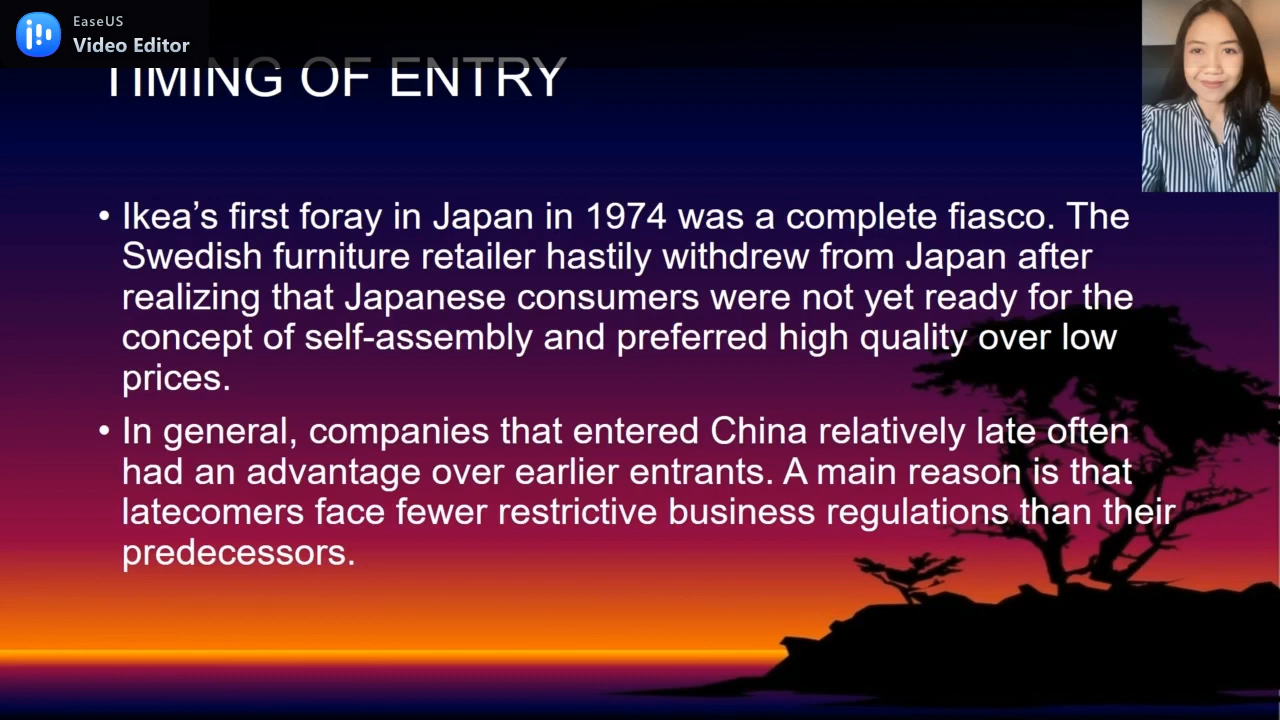 EaseUS
Video Editor
TIMING OF ENTRY
• Ikea’s first foray in Japan in 1974 was a complete fiasco. The
Swedish furniture retailer hastily withdrew from Japan after
realizing that Japanese consumers were not yet ready for the
concept of self-assembly and preferred high quality over low
prices.
• In general, companies that entered China relatively late often
had an advantage over earlier entrants. A main reason is that
latecomers face fewer restrictive business regulations than their
predecessors.